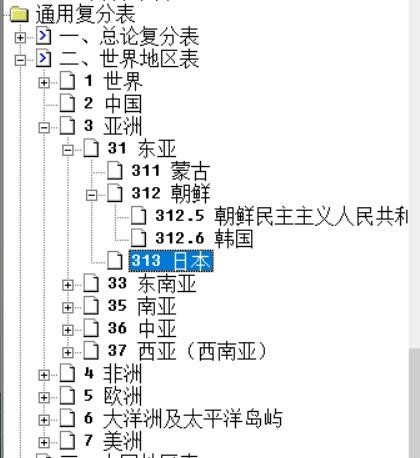 通用复分表
一、总论复分表
二、世界地区表
1 世界
2 中国
3 亚洲
31 东亚
311 蒙古
312 朝鲜
312.5 朝鲜民主主义人民共和
312.6 韩国
313 日本
33 东南亚
35 南亚
36 中亚
37 西亚（西南亚）
4 非洲
5 欧洲
6 大洋洲及太平洋岛屿
7 美洲